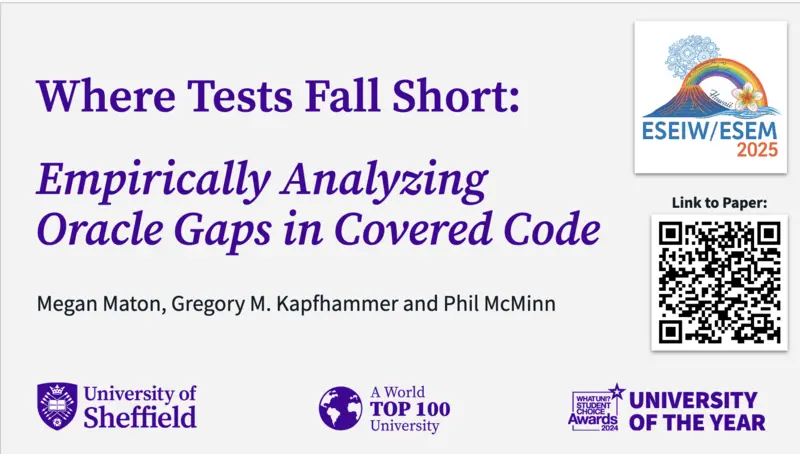 Where Tests Fall Short:
Empirically Analyzing
Oracle Gaps in Covered Code
Megan Maton, Gregory M. Kapfhammer and Phil McMinn
Hawaii
ESEIW/ESEM
2025
Link to Paper:
University of
Sheffield
A World
TOP 100
University
WHATUNI?
STUDENT
CHOICE
Awards
2024
UNIVERSITY
OF THE YEAR